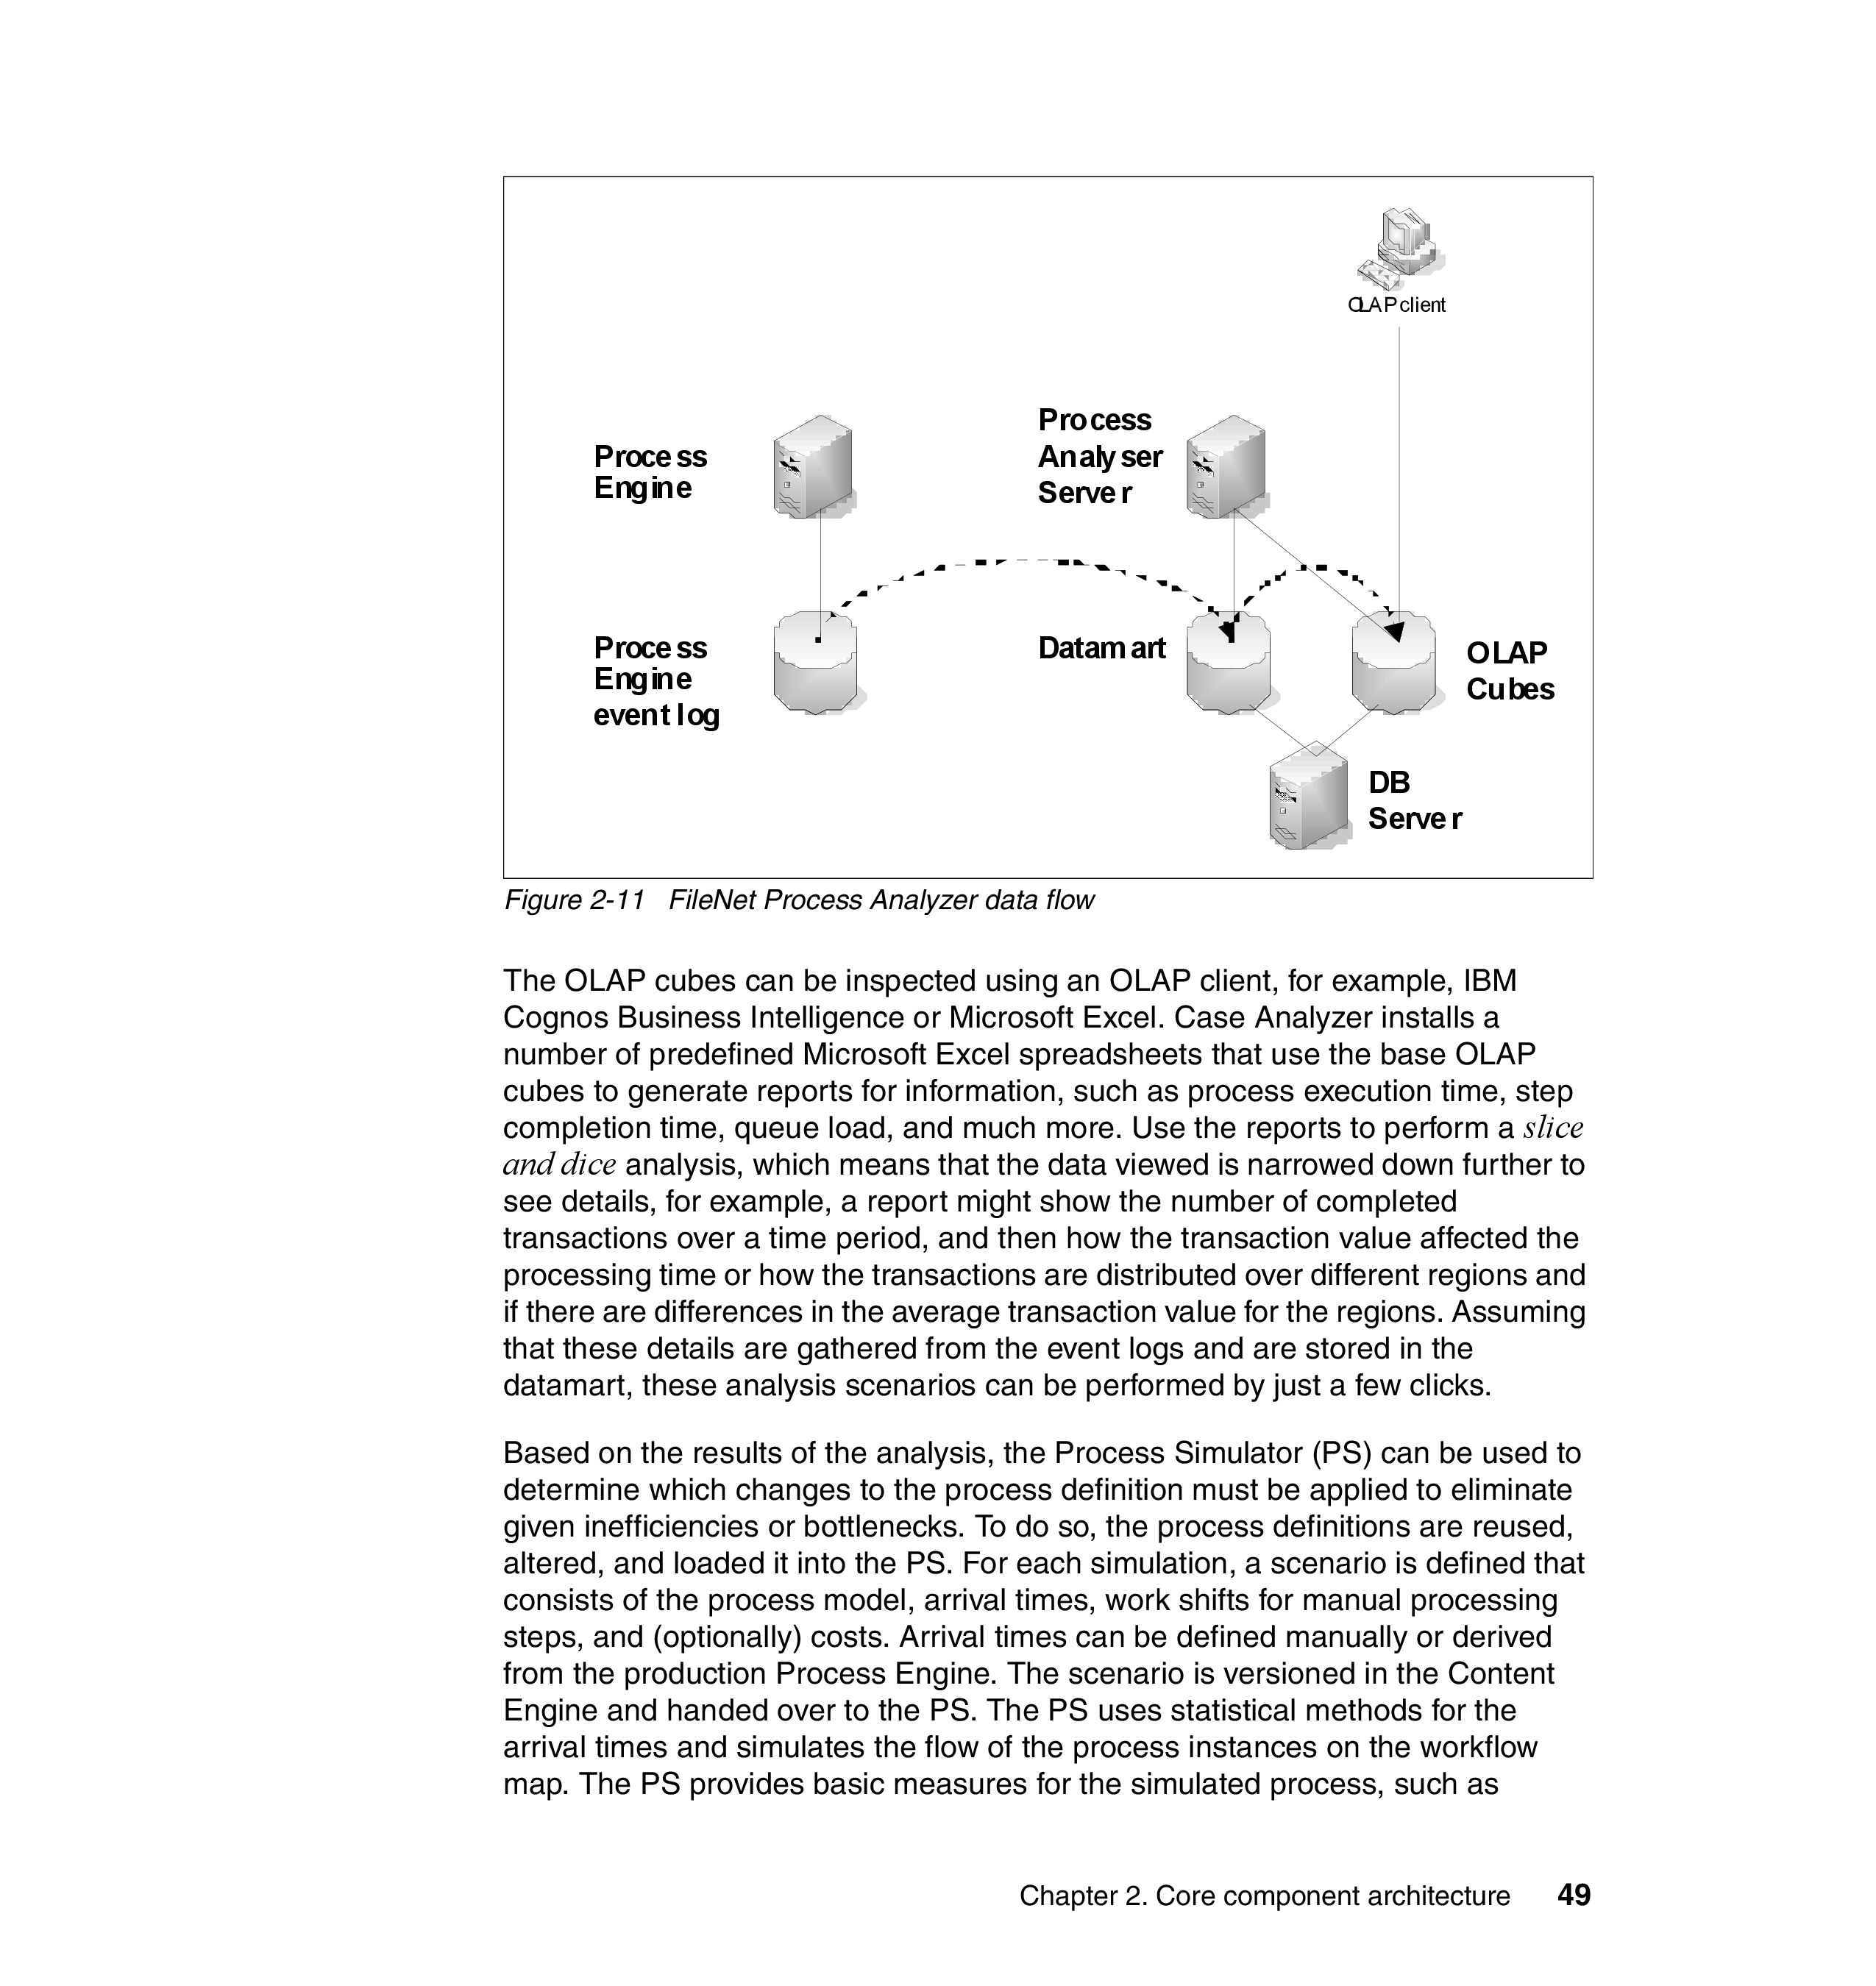 OLAP client
Process
Engine
Process
Analyser
Server
Process
Engine
event log
Datamart
OLAP
Cubes
DB
Server
Figure 2-11   FileNet Process Analyzer data flow
The OLAP cubes can be inspected using an OLAP client, for example, IBM
Cognos Business Intelligence or Microsoft Excel. Case Analyzer installs a
number of predefined Microsoft Excel spreadsheets that use the base OLAP
cubes to generate reports for information, such as process execution time, step
completion time, queue load, and much more. Use the reports to perform a slice
and dice analysis, which means that the data viewed is narrowed down further to
see details, for example, a report might show the number of completed
transactions over a time period, and then how the transaction value affected the
processing time or how the transactions are distributed over different regions and
if there are differences in the average transaction value for the regions. Assuming
that these details are gathered from the event logs and are stored in the
datamart, these analysis scenarios can be performed by just a few clicks.
Based on the results of the analysis, the Process Simulator (PS) can be used to
determine which changes to the process definition must be applied to eliminate
given inefficiencies or bottlenecks. To do so, the process definitions are reused,
altered, and loaded it into the PS. For each simulation, a scenario is defined that
consists of the process model, arrival times, work shifts for manual processing
steps, and (optionally) costs. Arrival times can be defined manually or derived
from the production Process Engine. The scenario is versioned in the Content
Engine and handed over to the PS. The PS uses statistical methods for the
arrival times and simulates the flow of the process instances on the workflow
map. The PS provides basic measures for the simulated process, such as
Chapter 2. Core component architecture   49